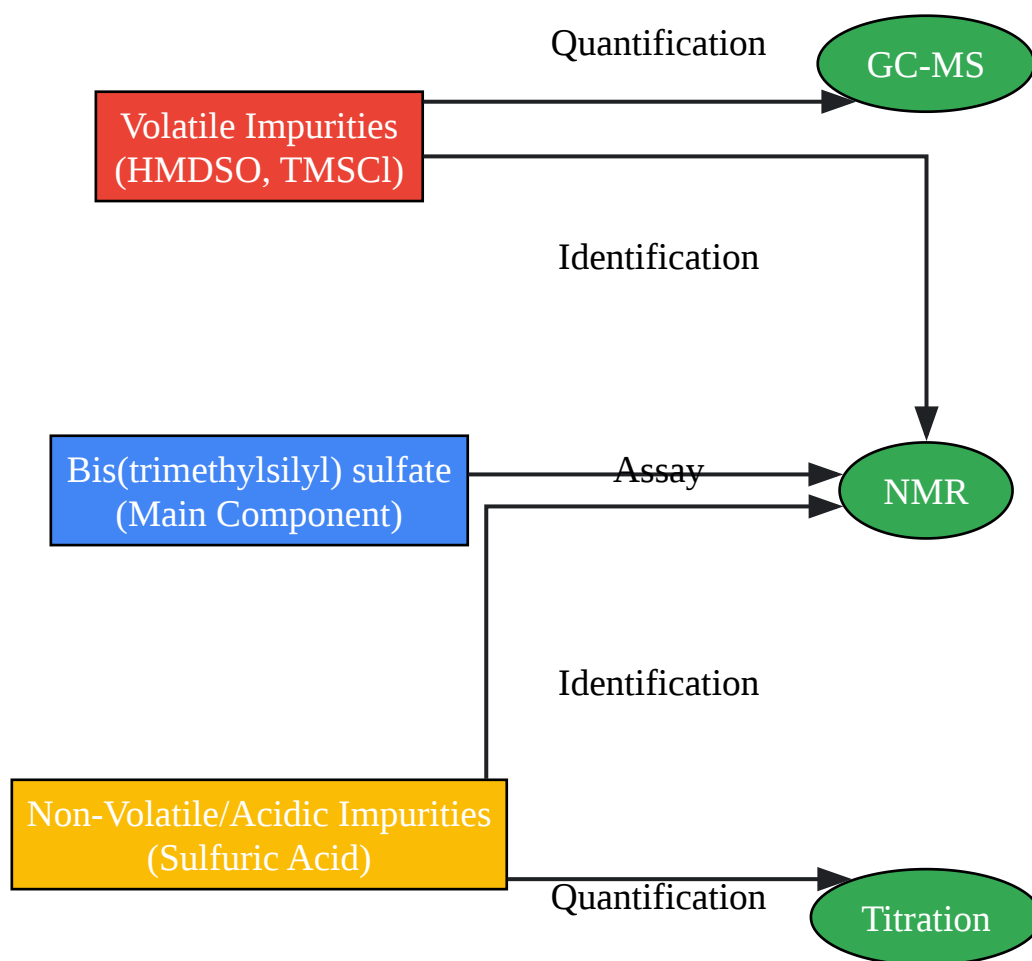 Quantification
GC-MS
Volatile Impurities
(HMDSO, TMSCl)
Identification
Bis(trimethylsilyl) sulfate
(Main Component)
Assay
NMR
Identification
Non-Volatile/Acidic Impurities
(Sulfuric Acid)
Quantification
Titration